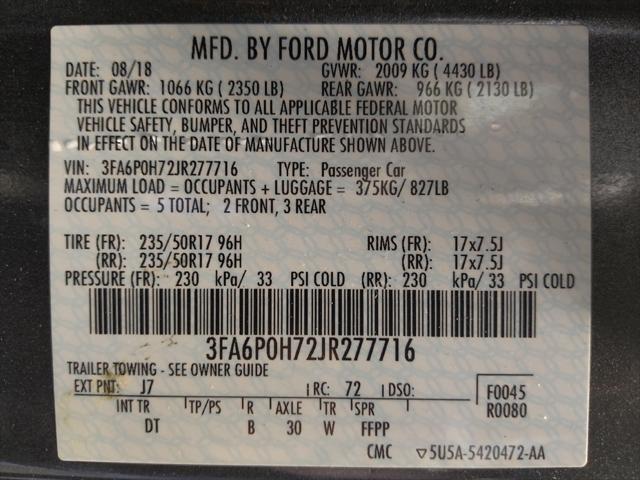 MFD. BY FORD MOTOR CO.
DATE: 08/18 GVWR: 2009 KG ( 4430 LB)
FRONT GAWR: 1066 KG ( 2350 LB) REAR GAWR: 966 KG ( 2130 LB)
THIS VEHICLE CONFORMS TO ALL APPLICABLE FEDERAL MOTOR
VEHICLE SAFETY, BUMPER, AND THEFT PREVENTION STANDARDS
IN EFFECT ON THE DATE OF MANUFACTURE SHOWN ABOVE.
VIN: 3FA6P0H72JR277716 TYPE: Passenger Car
MAXIMUM LOAD = OCCUPANTS + LUGGAGE = 375KG/ 827LB
OCCUPANTS = 5 TOTAL; 2 FRONT, 3 REAR
TIRE (FR): 235/50R17 96H RIMS (FR): 17x7.5J
(RR): 235/50R17 96H (RR): 17x7.5J
PRESSURE (FR): 230 kPa/ 33 PSI COLD (RR): 230 kPa/ 33 PSI COLD
3FA6P0H72JR277716
TRAILER TOWING - SEE OWNER GUIDE
EXT PNT: J7 RC: 72 DSO: F0045
INT TR TP/PS R AXLE TR SPR R0080
DT B 30 W FFPP
CMC ▽5U5A-5420472-AA